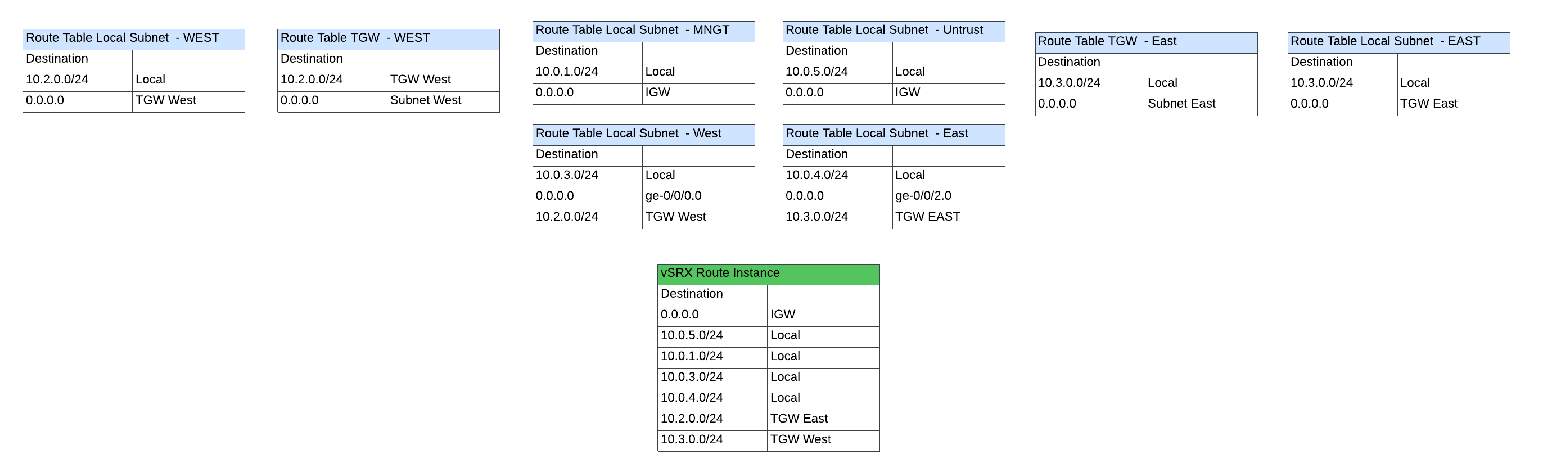 Route Table Local Subnet  - WEST
Destination
10.2.0.0/24 Local
0.0.0.0 TGW West
Route Table TGW  - WEST
Destination
10.2.0.0/24 TGW West
0.0.0.0 Subnet West
Route Table Local Subnet  - MNGT
Destination
10.0.1.0/24 Local
0.0.0.0 IGW
Route Table Local Subnet  - Untrust
Destination
10.0.5.0/24 Local
0.0.0.0 IGW
Route Table TGW  - East
Destination
10.3.0.0/24 Local
0.0.0.0 Subnet East
Route Table Local Subnet  - EAST
Destination
10.3.0.0/24 Local
0.0.0.0 TGW East
Route Table Local Subnet  - West
Destination
10.0.3.0/24 Local
0.0.0.0 ge-0/0/0.0
10.2.0.0/24 TGW West
Route Table Local Subnet  - East
Destination
10.0.4.0/24 Local
0.0.0.0 ge-0/0/2.0
10.3.0.0/24 TGW EAST
vSRX Route Instance
Destination
0.0.0.0 IGW
10.0.5.0/24 Local
10.0.1.0/24 Local
10.0.3.0/24 Local
10.0.4.0/24 Local
10.2.0.0/24 TGW East
10.3.0.0/24 TGW West